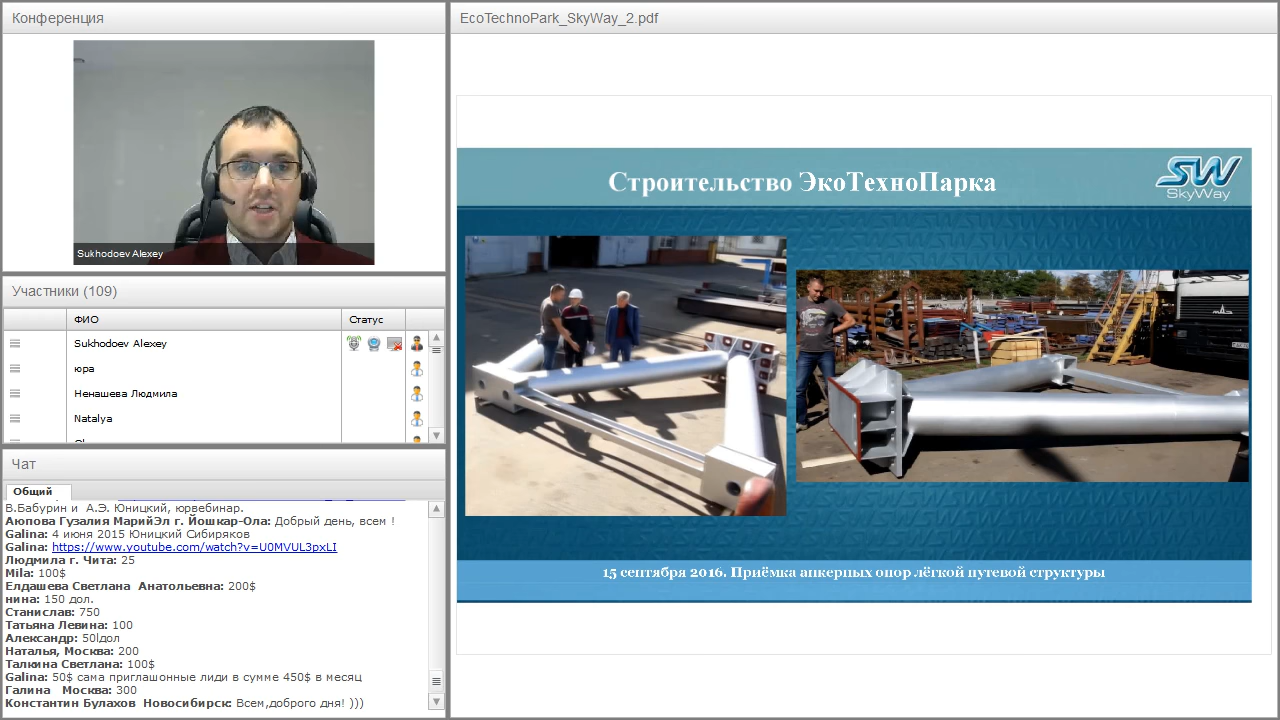 Конференция
Sukhodoev Alexey
Участники (109)
ФИО
Статус
Sukhodoev Alexey
юра
Ненашева Людмила
Natalya
Чат
Общий
В.Бабурин и А.Э. Юницкий, юрвебинар.
Аюпова Гузалия МарийЭл г. Йошкар-Ола: Добрый день, всем !
Galina: 4 июня 2015 Юницкий Сибиряков
Galina: https://www.youtube.com/watch?v=U0MVUL3pxLI
Людмила г. Чита: 25
Mila: 100$
Елдашева Светлана Анатольевна: 200$
нина: 150 дол.
Станислав: 750
Татьяна Левина: 100
Александр: 50lдол
Наталья, Москва: 200
Талкина Светлана: 100$
Galina: 50$ сама приглашонные лиди в сумме 450$ в месяц
Галина Москва: 300
Константин Булахов Новосибирск: Всем,доброго дня! )))
EcoTechnoPark_SkyWay_2.pdf
Строительство ЭкоТехноПарка
SW
SkyWay
15 сентября 2016. Приёмка анкерных опор лёгкой путевой структуры